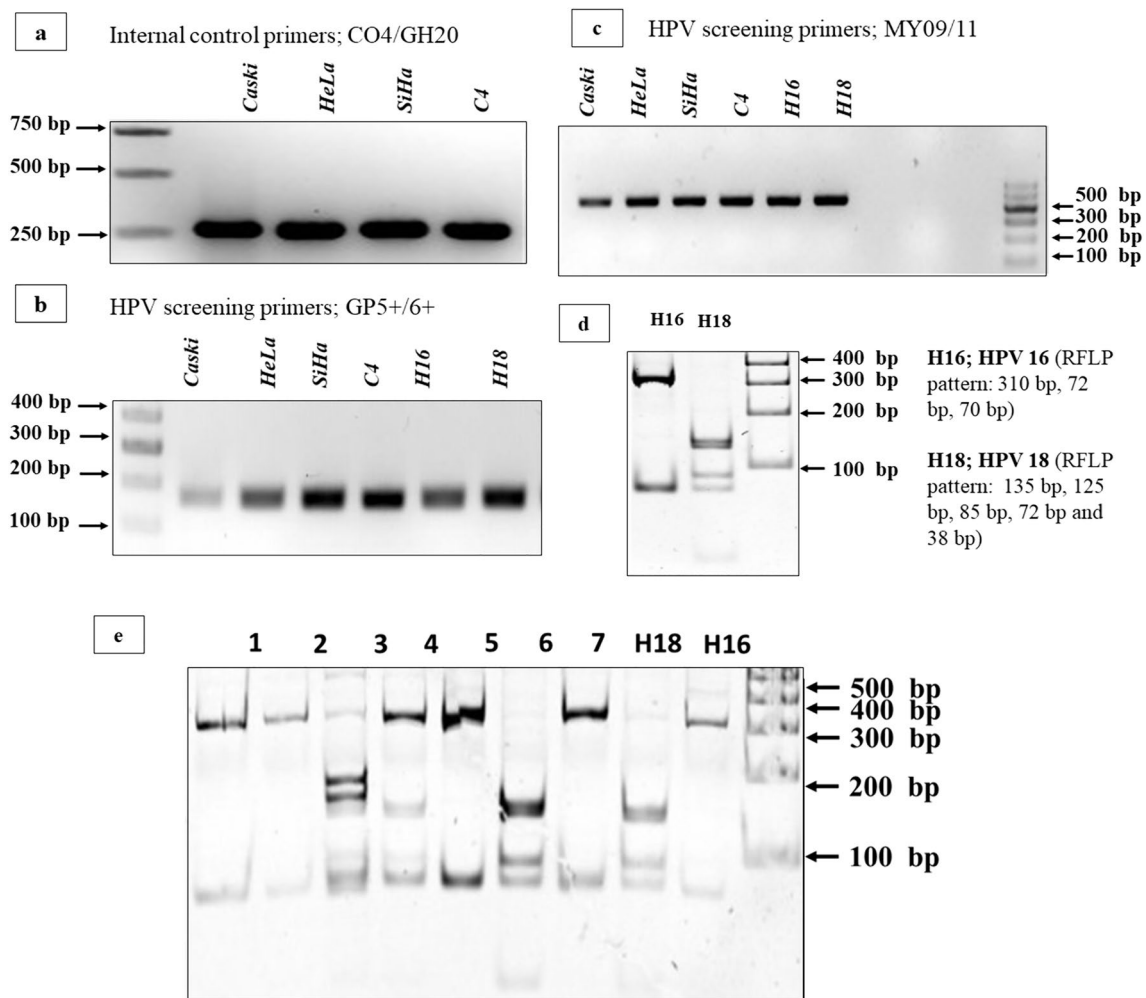 a
Internal control primers; CO4/GH20
Caski HeLa SiHa C4
750 bp
500 bp
250 bp
b
HPV screening primers; GP5+/6+
Caski HeLa SiHa C4 H16 H18
400 bp
300 bp
200 bp
100 bp
c
HPV screening primers; MY09/11
Caski HeLa SiHa C4 H16 H18
500 bp
300 bp
200 bp
100 bp
d
H16 H18
400 bp
300 bp
200 bp
100 bp
H16; HPV 16 (RFLP
pattern: 310 bp, 72
bp, 70 bp)
H18; HPV 18 (RFLP
pattern: 135 bp, 125
bp, 85 bp, 72 bp and
38 bp)
e
1 2 3 4 5 6 7 H18 H16
500 bp
400 bp
300 bp
200 bp
100 bp